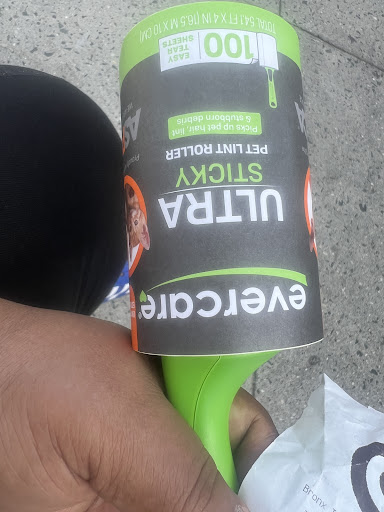 evercare®
ULTRA
STICKY
PET LINT ROLLER
Picks up pet hair, lint
& stubborn debris
100
EASY
TEAR
SHEETS
TOTAL 54.1 FT X 4 IN (16.5 M X 10 CM)
Bronx